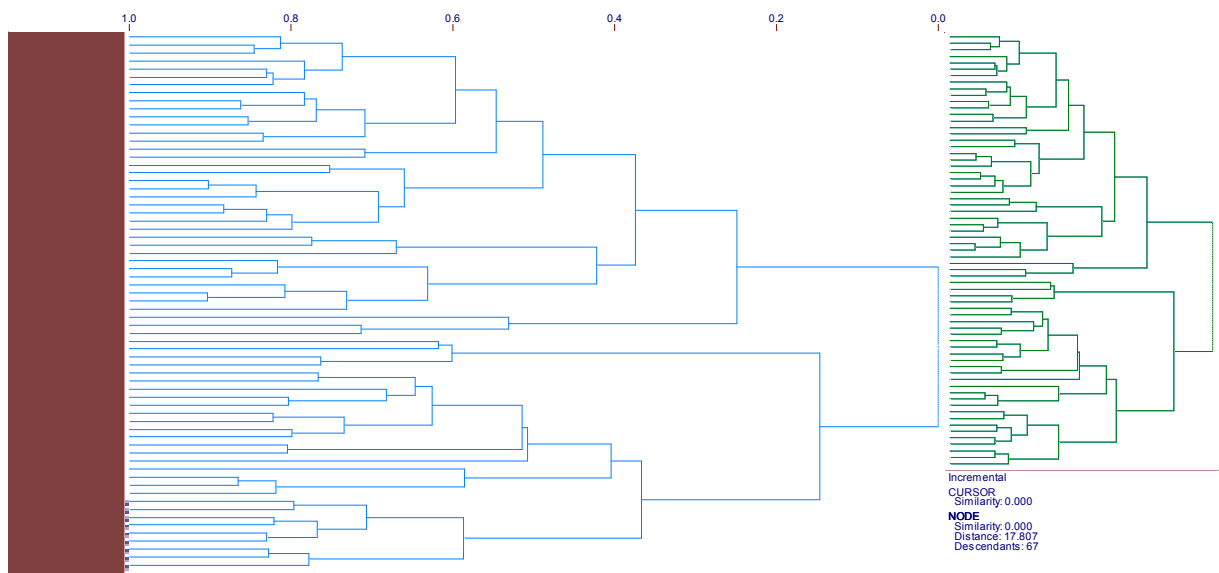 1.0 0.8 0.6 0.4 0.2 0.0
Incremental
CURSOR
Similarity: 0.000
NODE
Similarity: 0.000
Distance: 17.807
Descendants: 67